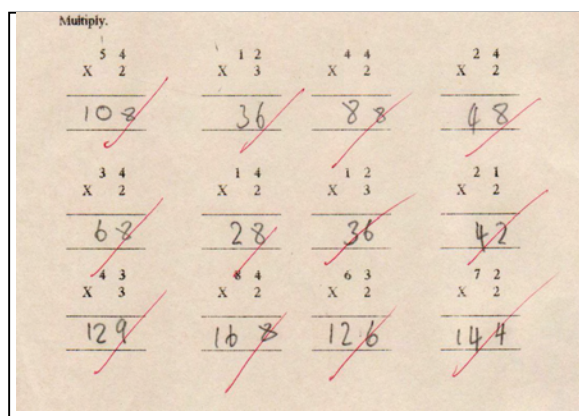 Multiply.
5 4 1 2 4 4 2 4
X 2 X 3 X 2 X 2
108 36 88 48
3 4 1 4 1 2 2 1
X 2 X 2 X 3 X 2
68 28 36 42
4 3 8 4 6 3 7 2
X 3 X 2 X 2 X 2
129 168 126 144